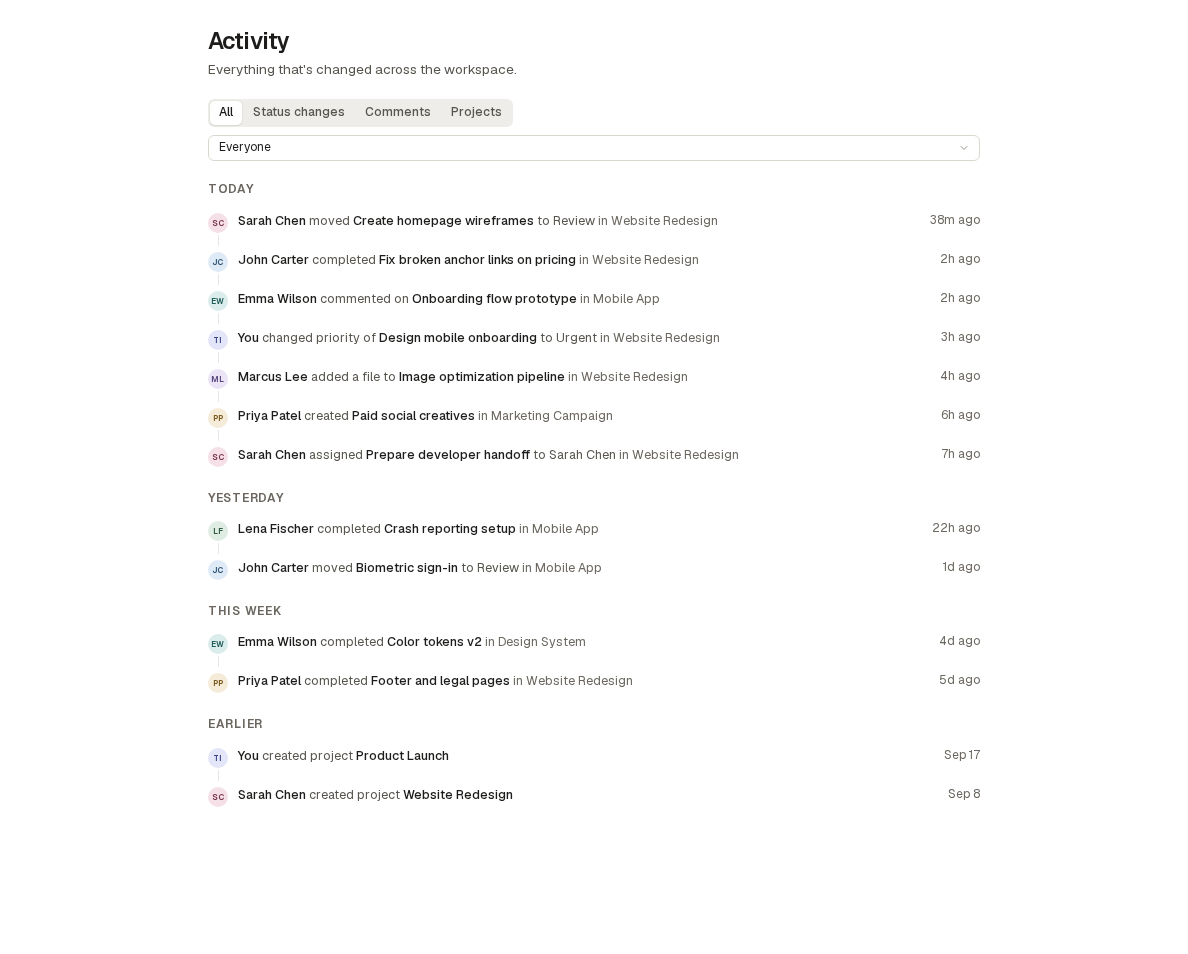 Activity
Everything that's changed across the workspace.
All Status changes Comments Projects
Everyone
TODAY
SC Sarah Chen moved Create homepage wireframes to Review in Website Redesign 38m ago
JC John Carter completed Fix broken anchor links on pricing in Website Redesign 2h ago
EW Emma Wilson commented on Onboarding flow prototype in Mobile App 2h ago
TI You changed priority of Design mobile onboarding to Urgent in Website Redesign 3h ago
ML Marcus Lee added a file to Image optimization pipeline in Website Redesign 4h ago
PP Priya Patel created Paid social creatives in Marketing Campaign 6h ago
SC Sarah Chen assigned Prepare developer handoff to Sarah Chen in Website Redesign 7h ago
YESTERDAY
LF Lena Fischer completed Crash reporting setup in Mobile App 22h ago
JC John Carter moved Biometric sign-in to Review in Mobile App 1d ago
THIS WEEK
EW Emma Wilson completed Color tokens v2 in Design System 4d ago
PP Priya Patel completed Footer and legal pages in Website Redesign 5d ago
EARLIER
TI You created project Product Launch Sep 17
SC Sarah Chen created project Website Redesign Sep 8